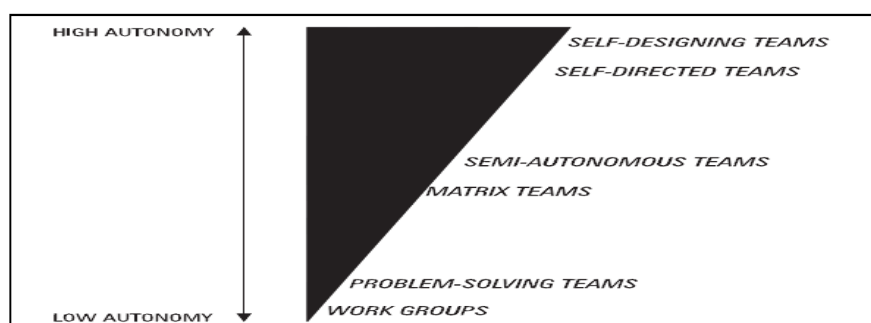 HIGH AUTONOMY
SELF-DESIGNING TEAMS
SELF-DIRECTED TEAMS
SEMI-AUTONOMOUS TEAMS
MATRIX TEAMS
PROBLEM-SOLVING TEAMS
WORK GROUPS
LOW AUTONOMY